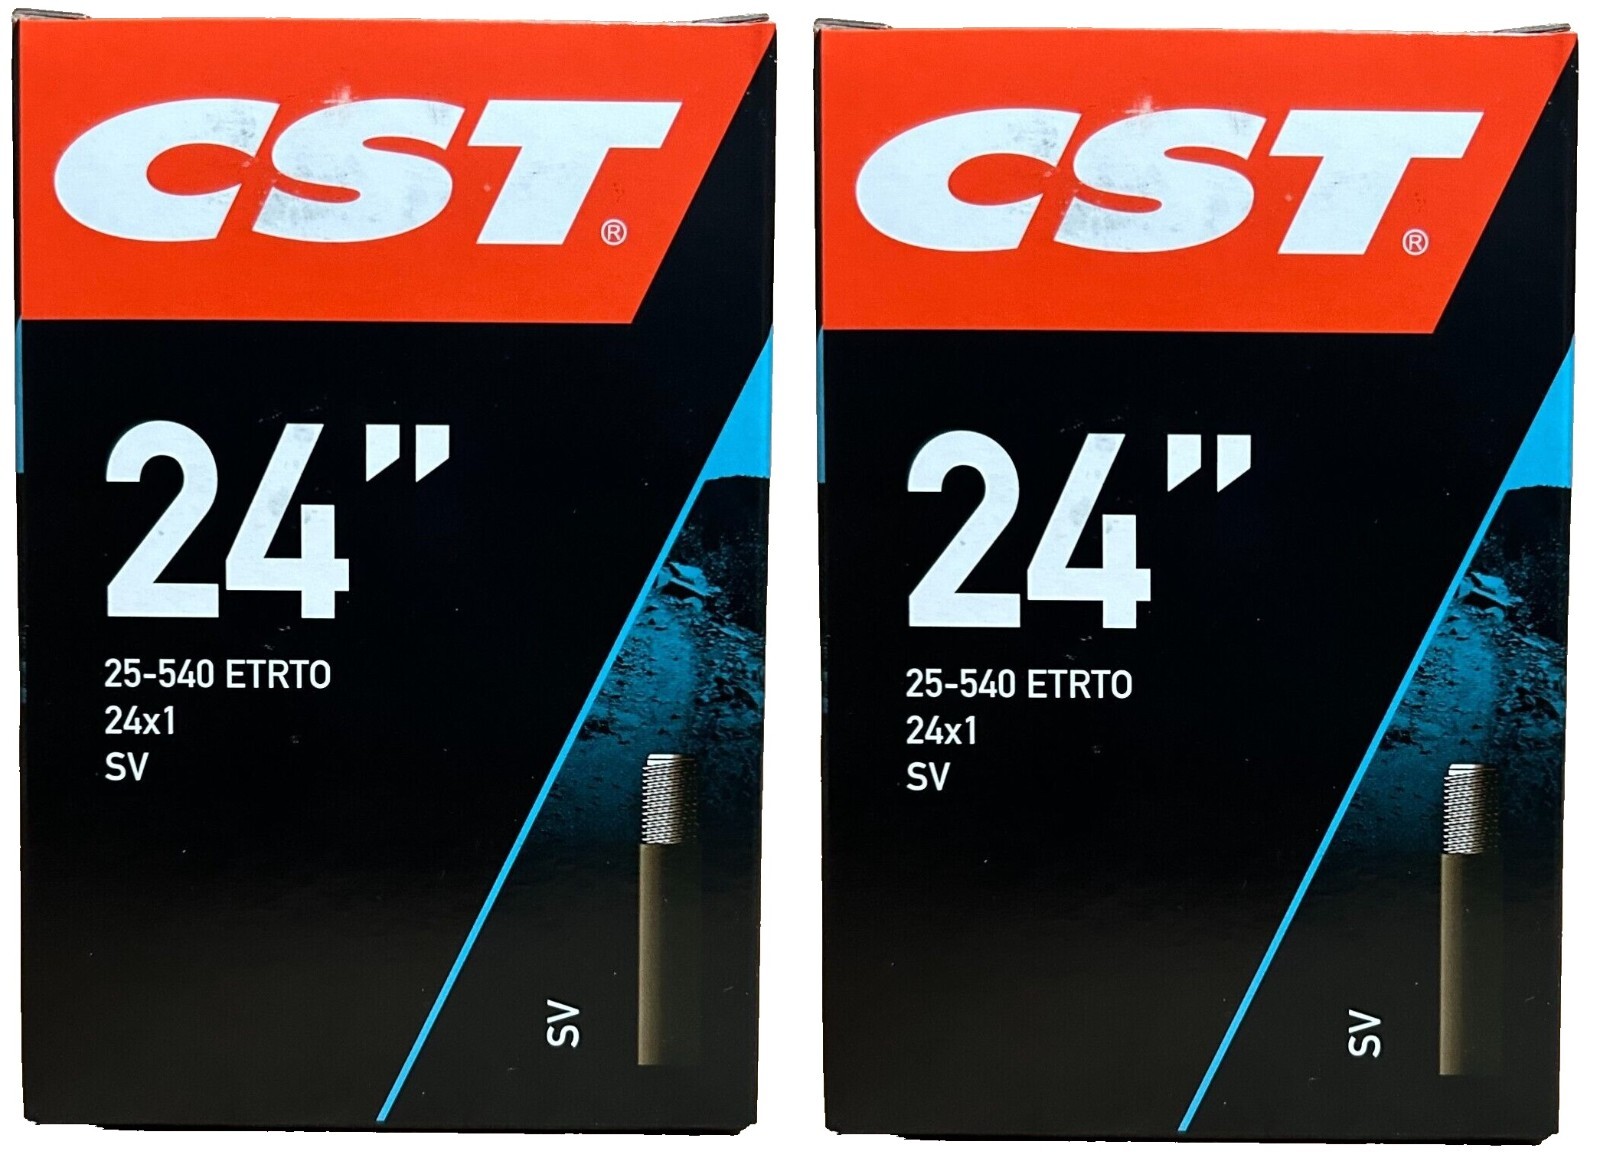 CST®
24”
25-540 ETRTO
24x1
SV
SV
CST®
24”
25-540 ETRTO
24x1
SV
SV